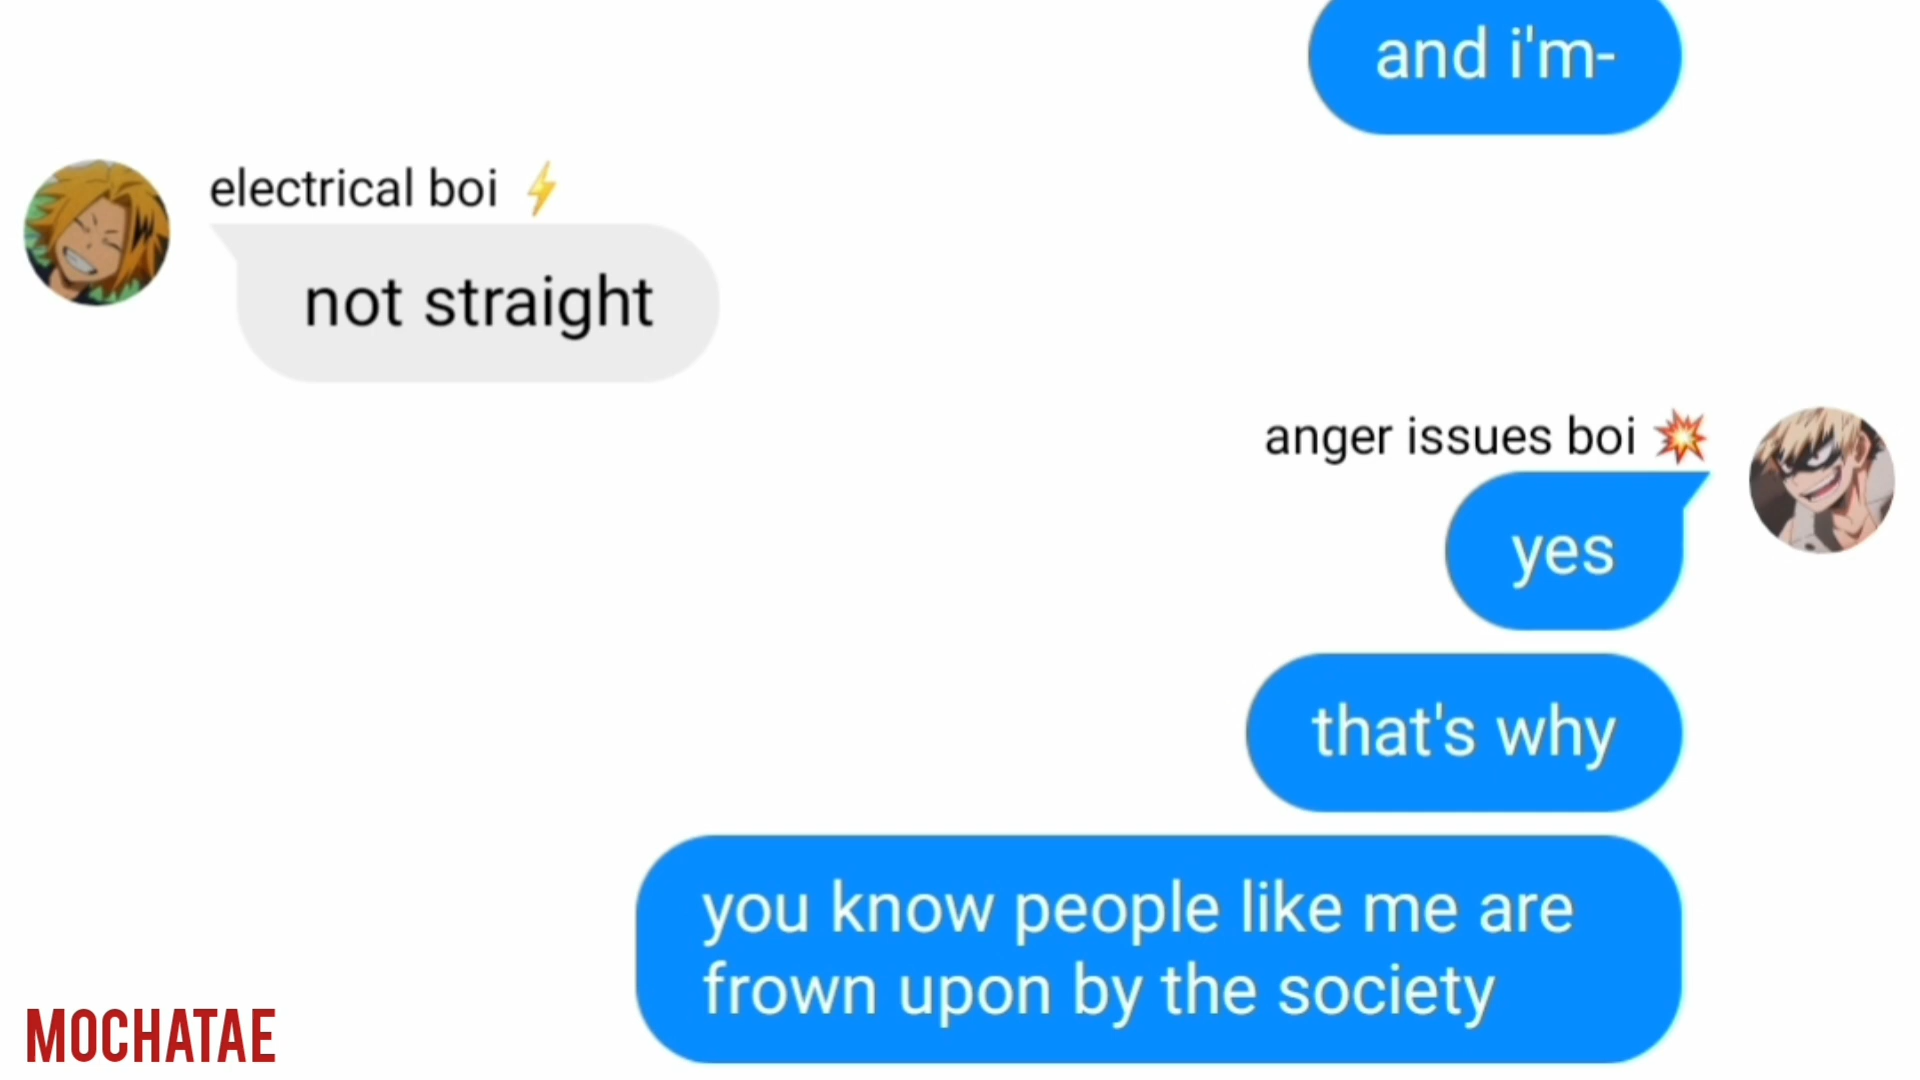 and i'm-
electrical boi ⚡
not straight
anger issues boi 💥
yes
that's why
you know people like me are
frown upon by the society
MOCHATAE